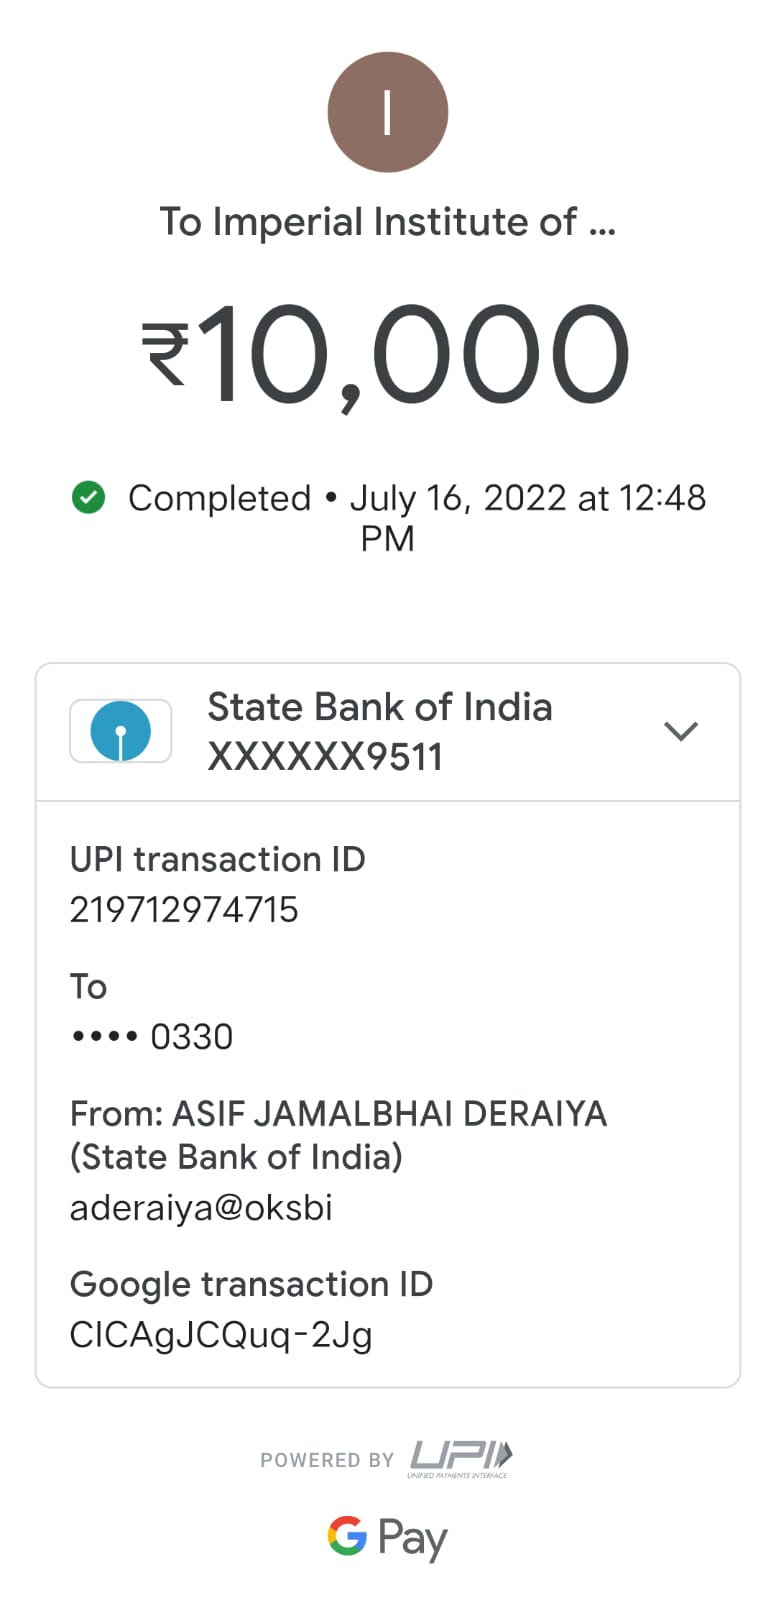 I
To Imperial Institute of ...
₹10,000
Completed • July 16, 2022 at 12:48
PM
State Bank of India
XXXXXX9511
UPI transaction ID
219712974715
To
•••• 0330
From: ASIF JAMALBHAI DERAIYA
(State Bank of India)
aderaiya@oksbi
Google transaction ID
CICAgJCQuq-2Jg
POWERED BY UPI
UNIFIED PAYMENTS INTERFACE
G Pay